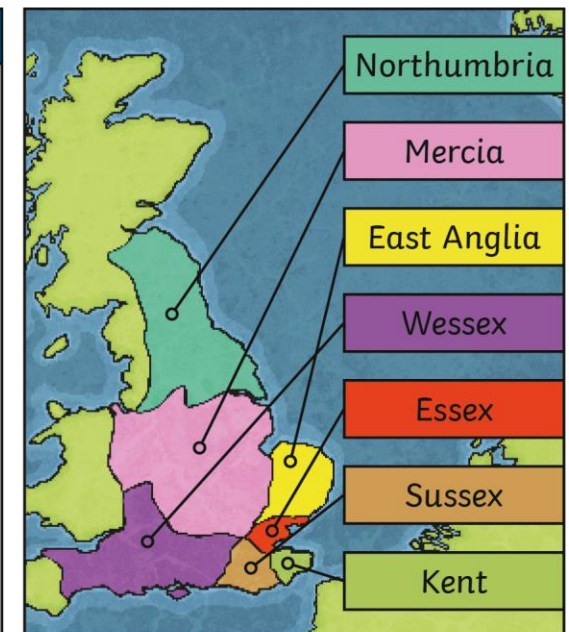 Northumbria
Mercia
East Anglia
Wessex
Essex
Sussex
Kent